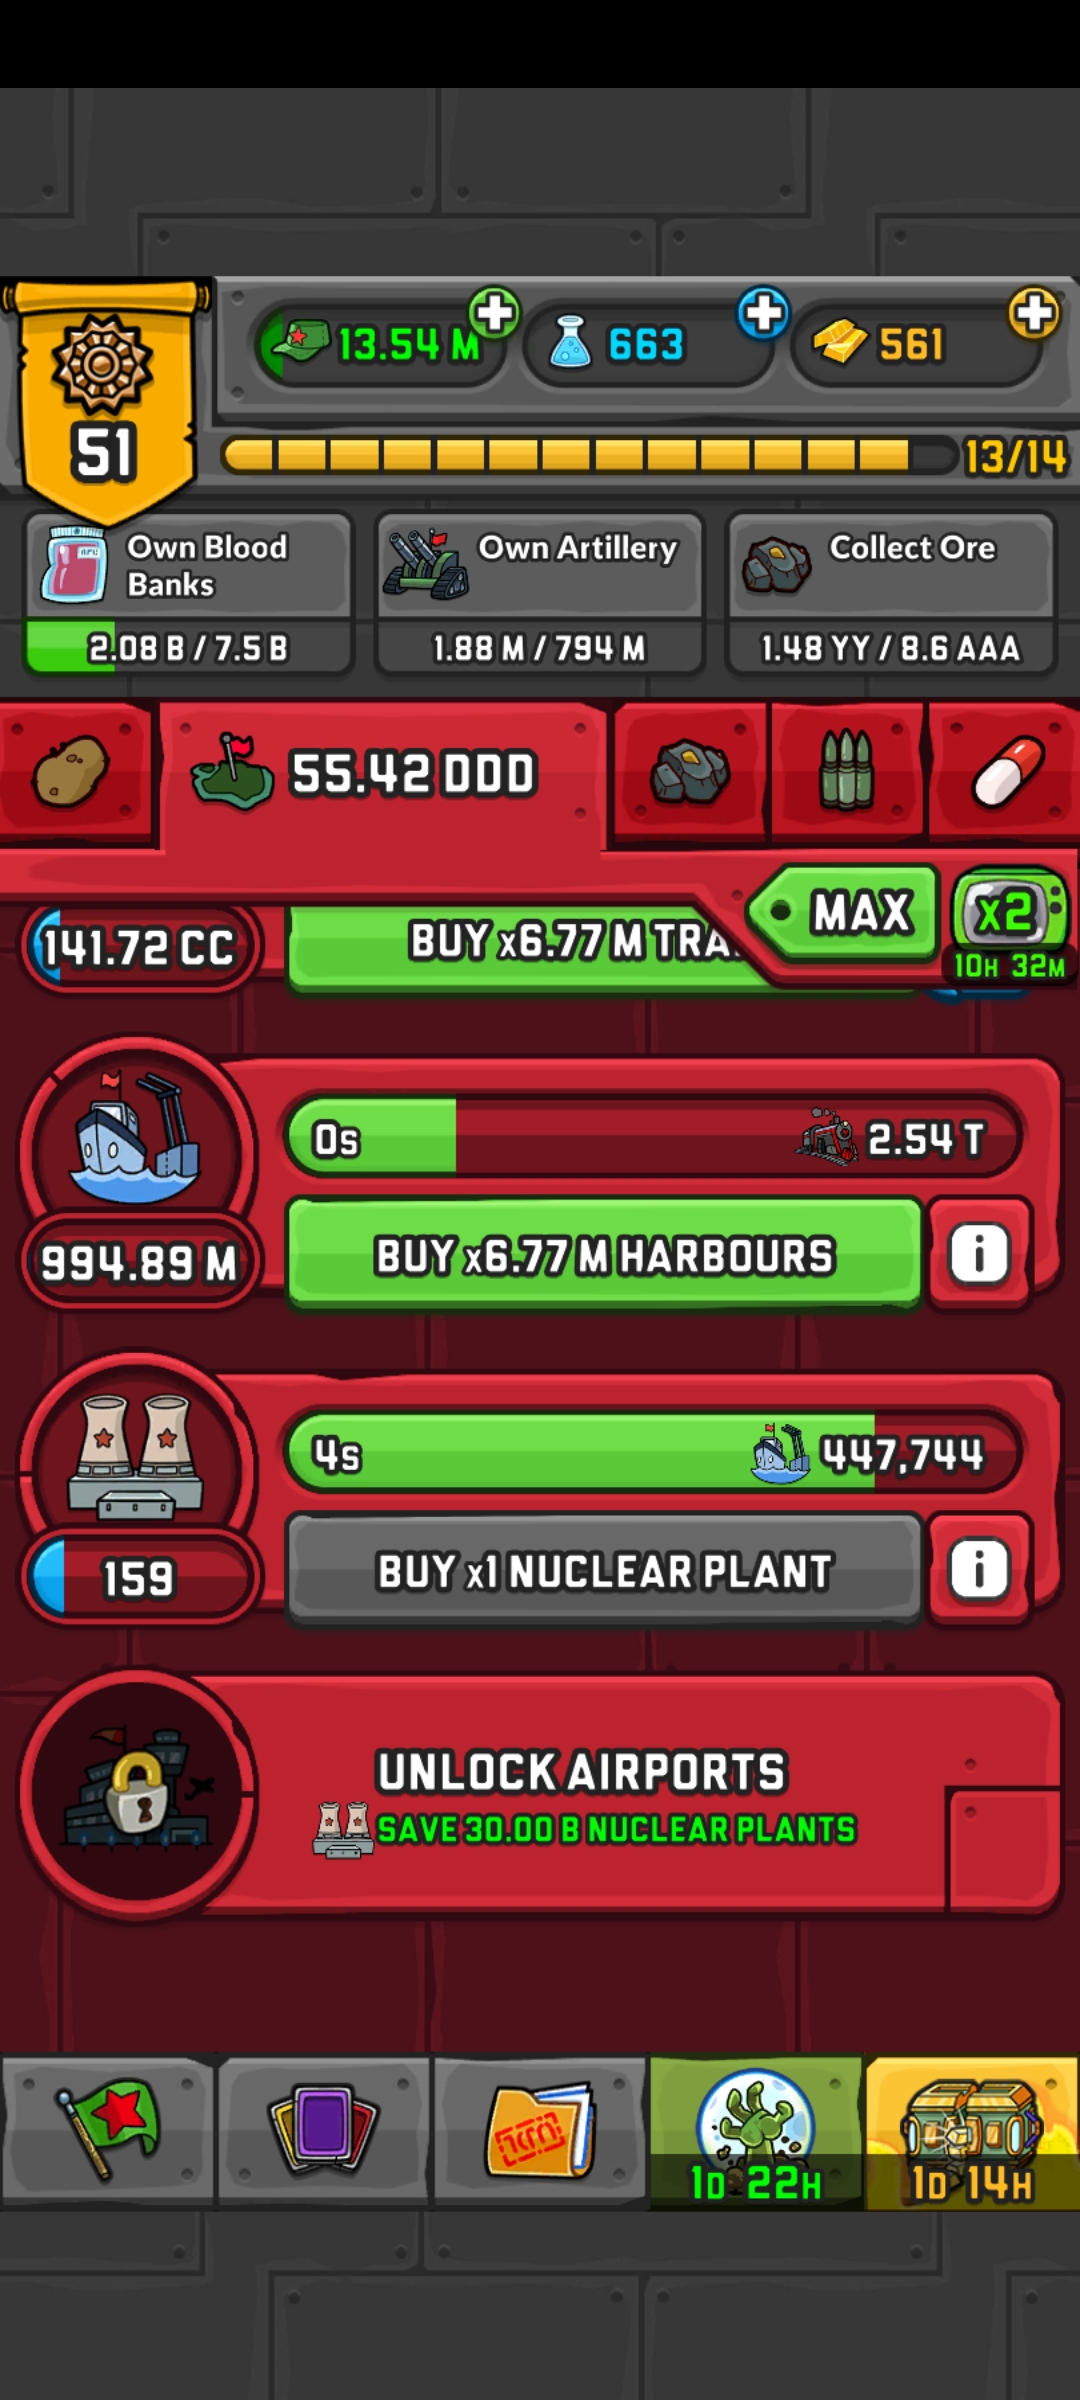 13.54 M
663
561
51
13/14
Own Blood
Banks
2.08 B / 7.5 B
Own Artillery
1.88 M / 794 M
Collect Ore
1.48 YY / 8.6 AAA
55.42 DDD
MAX
x2
10H 32M
141.72 CC
BUY x6.77 M TRA
0s
2.54 T
994.89 M
BUY x6.77 M HARBOURS
i
4s
447,744
159
BUY x1 NUCLEAR PLANT
i
UNLOCK AIRPORTS
SAVE 30.00 B NUCLEAR PLANTS
1D 22H
1D 14H